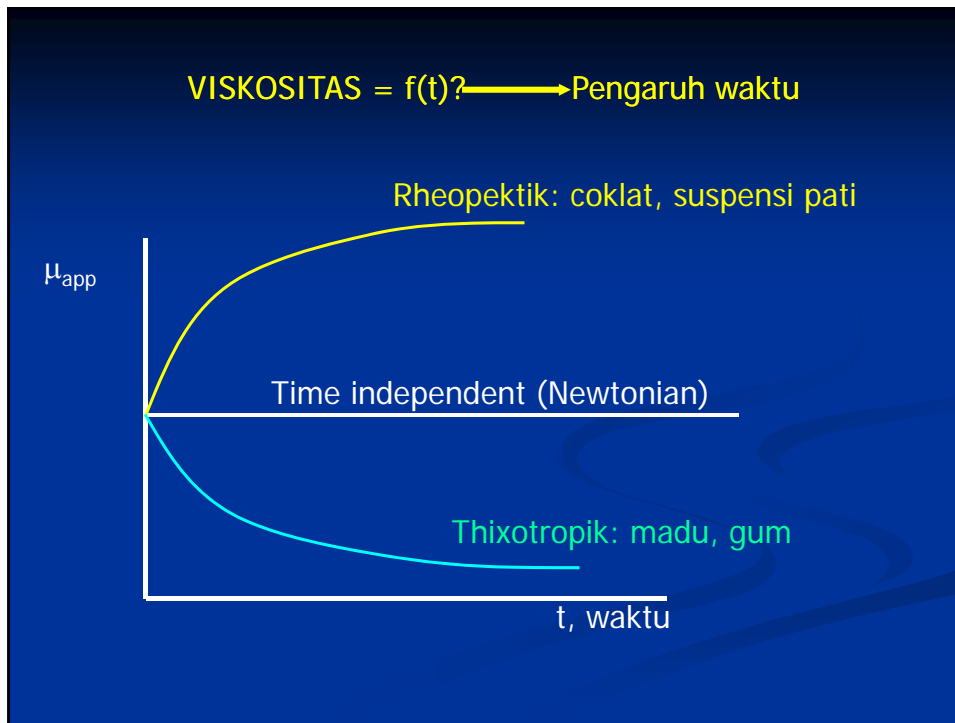 VISKOSITAS = f(t)? Pengaruh waktu
Rheopektik: coklat, suspensi pati
μapp
Time independent (Newtonian)
Thixotropik: madu, gum
t, waktu